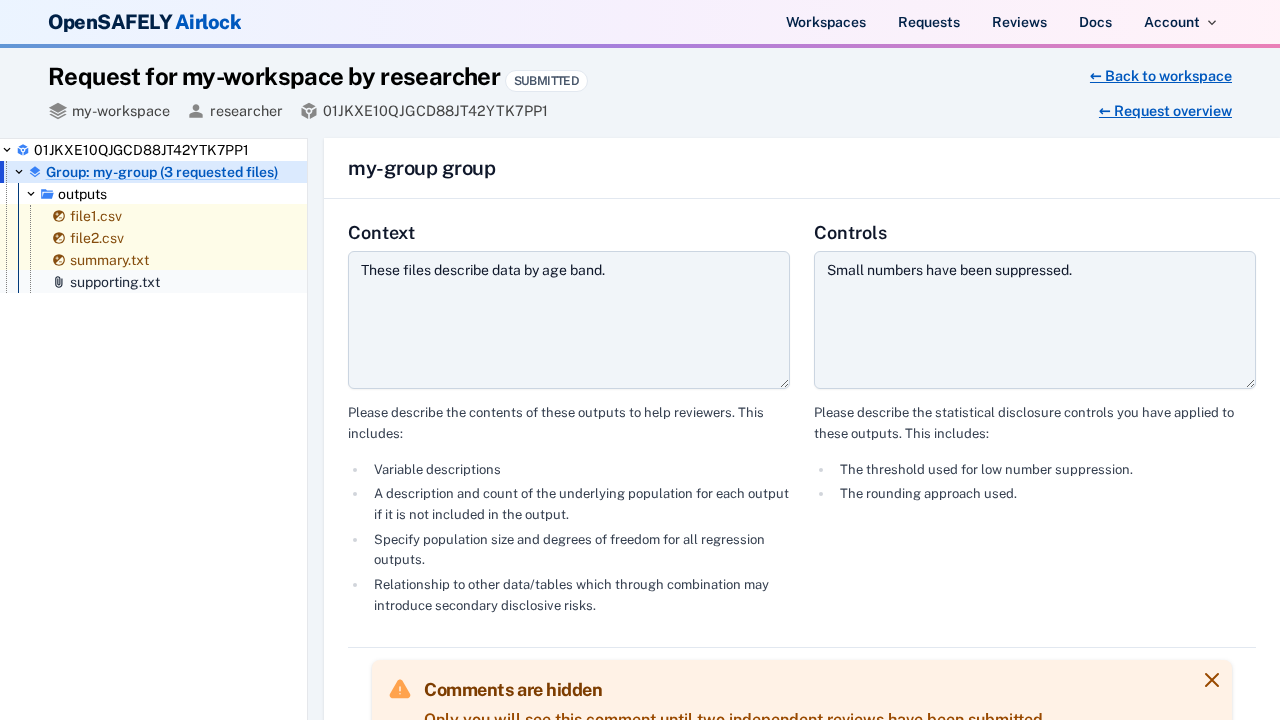 OpenSAFELY Airlock
Workspaces
Requests
Reviews
Docs
Account
Request for my-workspace by researcher SUBMITTED
← Back to workspace
my-workspace
researcher
01JKXE10QJGCD88JT42YTK7PP1
← Request overview
01JKXE10QJGCD88JT42YTK7PP1
Group: my-group (3 requested files)
outputs
file1.csv
file2.csv
summary.txt
supporting.txt
my-group group
Context
These files describe data by age band.
Please describe the contents of these outputs to help reviewers. This
includes:
Variable descriptions
A description and count of the underlying population for each output
if it is not included in the output.
Specify population size and degrees of freedom for all regression
outputs.
Relationship to other data/tables which through combination may
introduce secondary disclosive risks.
Controls
Small numbers have been suppressed.
Please describe the statistical disclosure controls you have applied to
these outputs. This includes:
The threshold used for low number suppression.
The rounding approach used.
Comments are hidden
Only you will see this comment until two independent reviews have been submitted